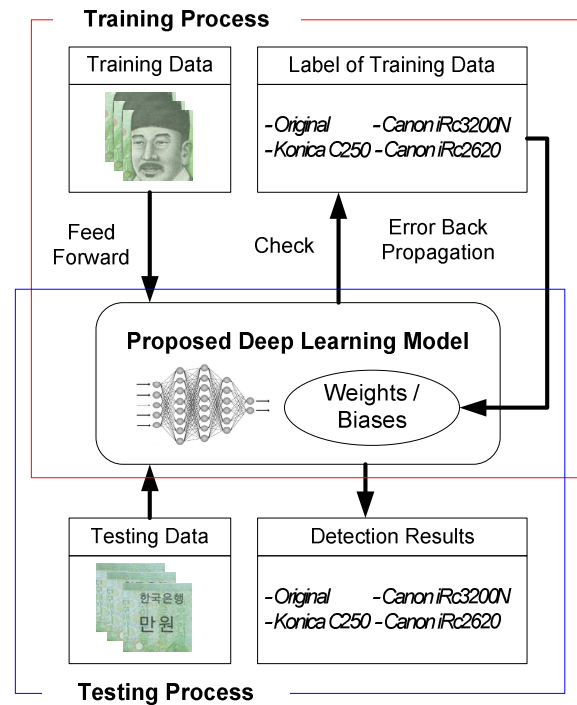 Training Process
Training Data
Label of Training Data
-Original -Canon iRc3200N
-Konica C250 -Canon iRc2620
Feed
Forward
Check
Error Back
Propagation
Proposed Deep Learning Model
Weights /
Biases
Testing Data
한국은행
만원
Detection Results
-Original -Canon iRc3200N
-Konica C250 -Canon iRc2620
Testing Process